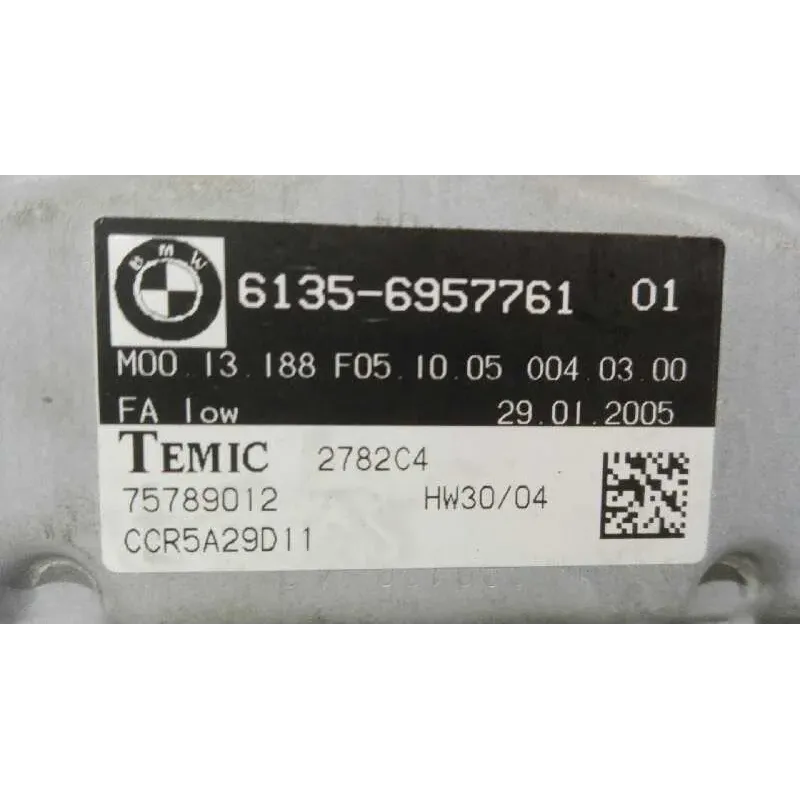 BMW
6135-6957761 01
M00.13.188 F05.10.05 004.03.00
FA low 29.01.2005
TEMIC 2782C4
75789012 HW30/04
CCR5A29D11